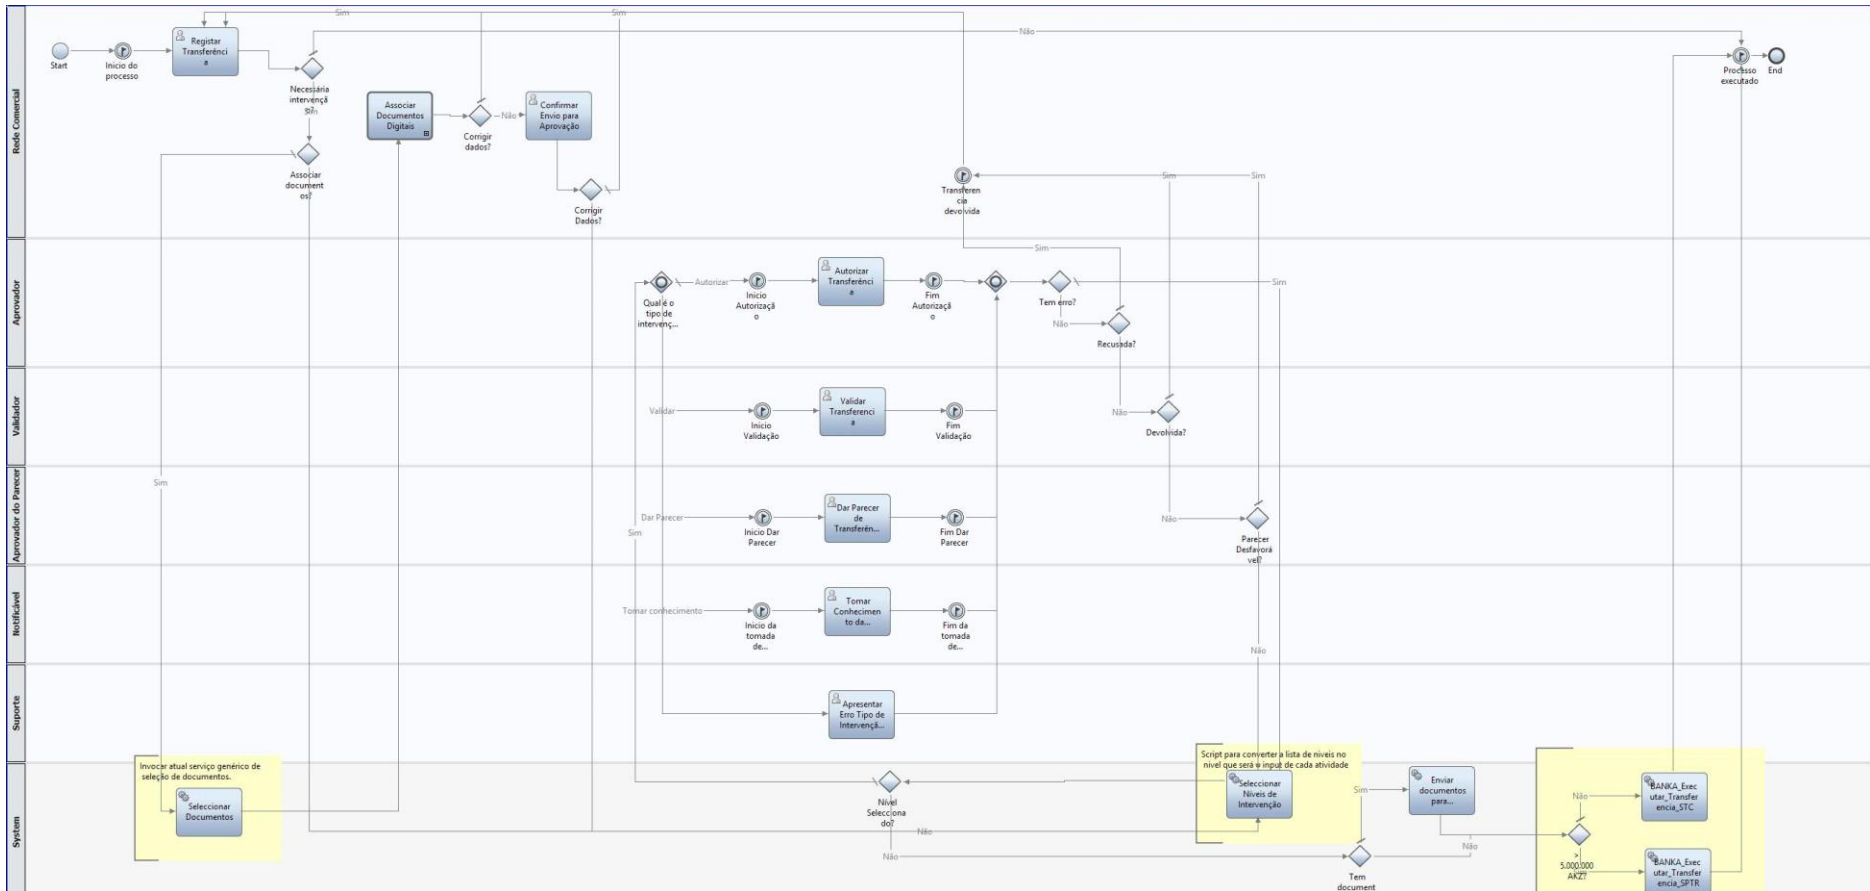 Rede Comercial
Start
Inicio do
processo
Registar
Transferênci
a
Sim
Sim
Não
Necessária
intervençã
o?
Sim
Associar
document
os?
Associar
Documentos
Digitais
Corrigir
dados?
Não
Confirmar
Envio para
Aprovação
Corrigir
Dados?
Transferen
cia
devolvida
Sim
Sim
Processo
executado
End
Aprovador
Qual é o
tipo de
intervenç...
Autorizar
Inicio
Autorizaçã
o
Autorizar
Transferênci
a
Fim
Autorizaçã
o
Tem erro?
Sim
Sim
Não
Recusada?
Validador
Validar
Inicio
Validação
Validar
Transferenci
a
Fim
Validação
Não
Devolvida?
Aprovador do Parecer
Sim
Dar Parecer
Sim
Inicio Dar
Parecer
Dar Parecer
de
Transferên...
Fim Dar
Parecer
Não
Parecer
Desfavorá
vel?
Notificável
Tomar conhecimento
Inicio da
tomada de...
Tomar
Conhecimen
to da...
Fim da
tomada de...
Não
Suporte
Apresentar
Erro Tipo de
Intervençã...
System
Invocar atual serviço genérico de
seleção de documentos.
Seleccionar
Documentos
Nível
Selecciona
do?
Não
Não
Script para converter a lista de niveis no
nivel que será o input de cada atividade
Seleccionar
Níveis de
Intervenção
Sim
Enviar
documentos
para...
Tem
document
Não
Não
>
5.000.000
AKZ?
Sim
BANKA_Exec
utar_Transfer
encia_STC
BANKA_Exec
utar_Transfer
encia_SPTR